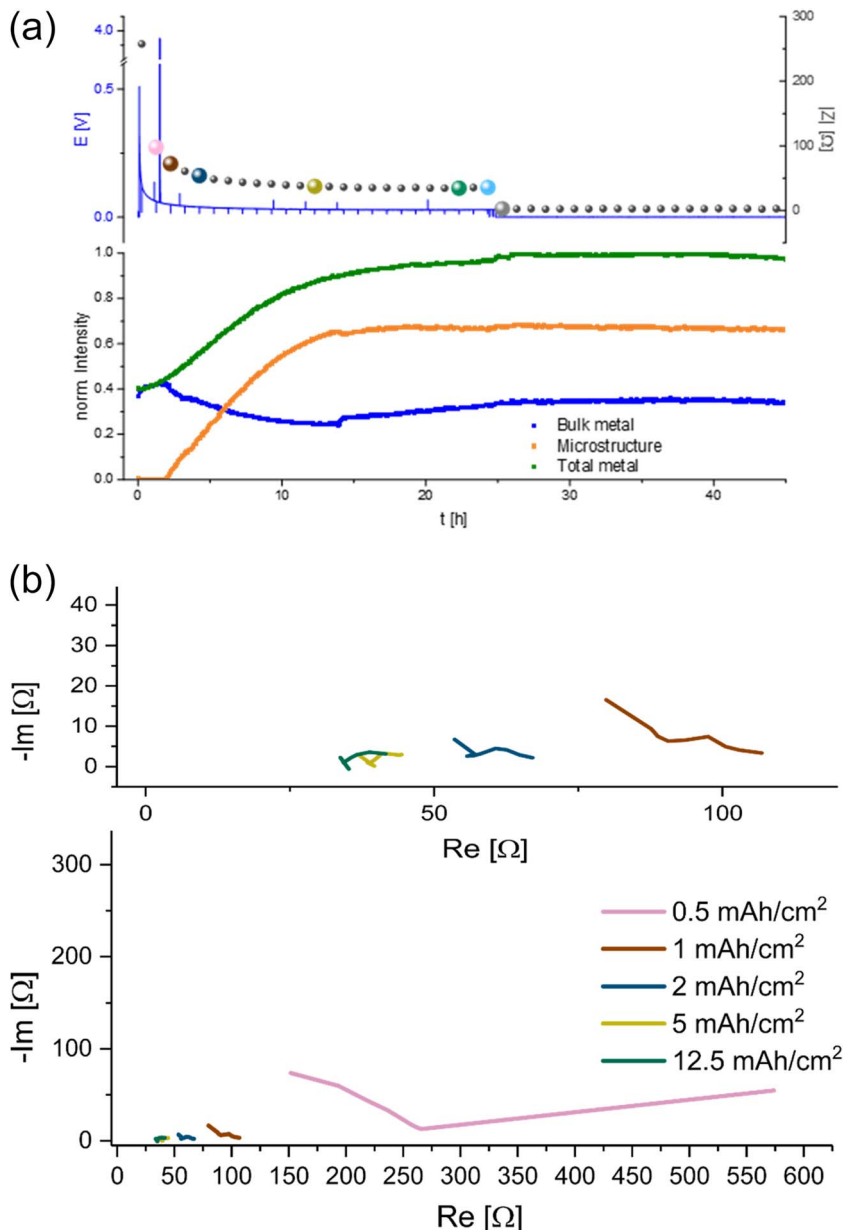 (a)
4.0
0.5
0.0
E [V]
300
200
100
0
|Z| [Ω]
1.0
0.8
0.6
0.4
0.2
0.0
norm. Intensity
Bulk metal
Microstructure
Total metal
0 10 20 30 40
t [h]
(b)
40
30
20
10
0
-Im [Ω]
0 50 100
Re [Ω]
300
200
100
0
-Im [Ω]
0.5 mAh/cm²
1 mAh/cm²
2 mAh/cm²
5 mAh/cm²
12.5 mAh/cm²
0 50 100 150 200 250 300 350 400 450 500 550 600
Re [Ω]